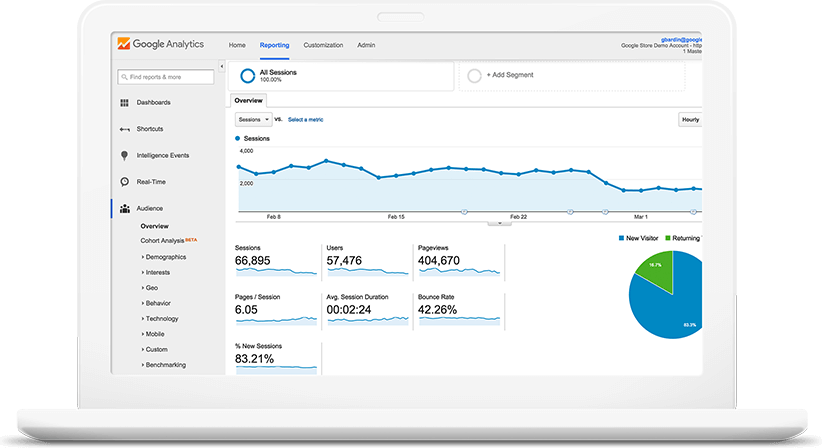 Google Analytics
Home Reporting Customization Admin
gbardin@google
Google Store Demo Account - http
1 Maste
Find reports & more
Dashboards
Shortcuts
Intelligence Events
Real-Time
Audience
Overview
Cohort Analysis BETA
Demographics
Interests
Geo
Behavior
Technology
Mobile
Custom
Benchmarking
All Sessions
100.00%
+ Add Segment
Overview
Sessions VS. Select a metric
Hourly
Sessions
4,000
2,000
Feb 8 Feb 15 Feb 22 Mar 1
Sessions
66,895
Users
57,476
Pageviews
404,670
Pages / Session
6.05
Avg. Session Duration
00:02:24
Bounce Rate
42.26%
% New Sessions
83.21%
New Visitor Returning
16.7%
83.3%